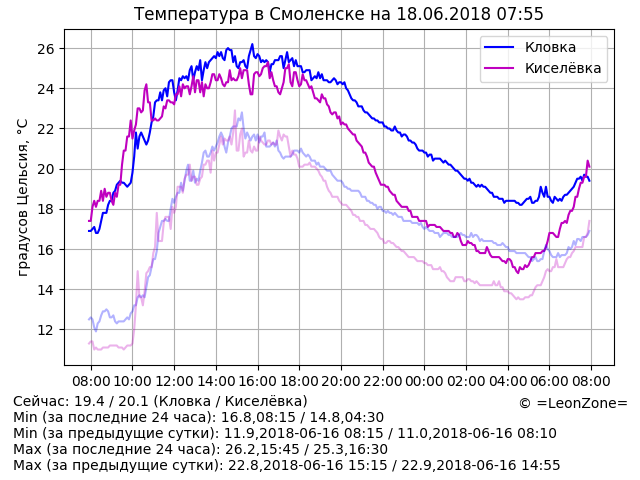 Температура в Смоленске на 18.06.2018 07:55
Кловка
Киселёвка
градусов Цельсия, °C
26
24
22
20
18
16
14
12
08:00 10:00 12:00 14:00 16:00 18:00 20:00 22:00 00:00 02:00 04:00 06:00 08:00
Сейчас: 19.4 / 20.1 (Кловка / Киселёвка)
© =LeonZone=
Min (за последние 24 часа): 16.8,08:15 / 14.8,04:30
Min (за предыдущие сутки): 11.9,2018-06-16 08:15 / 11.0,2018-06-16 08:10
Max (за последние 24 часа): 26.2,15:45 / 25.3,16:30
Max (за предыдущие сутки): 22.8,2018-06-16 15:15 / 22.9,2018-06-16 14:55